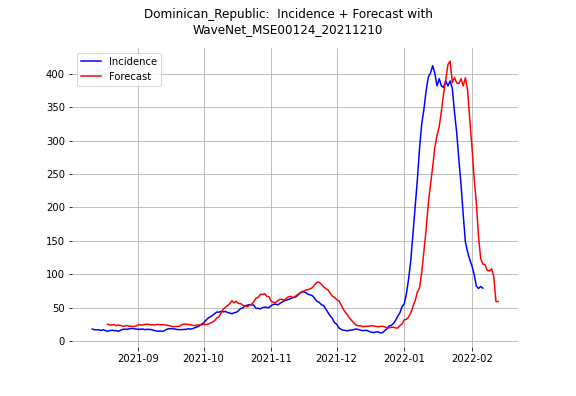 Dominican_Republic:  Incidence + Forecast with
WaveNet_MSE00124_20211210
Incidence
Forecast
400
350
300
250
200
150
100
50
0
2021-09 2021-10 2021-11 2021-12 2022-01 2022-02